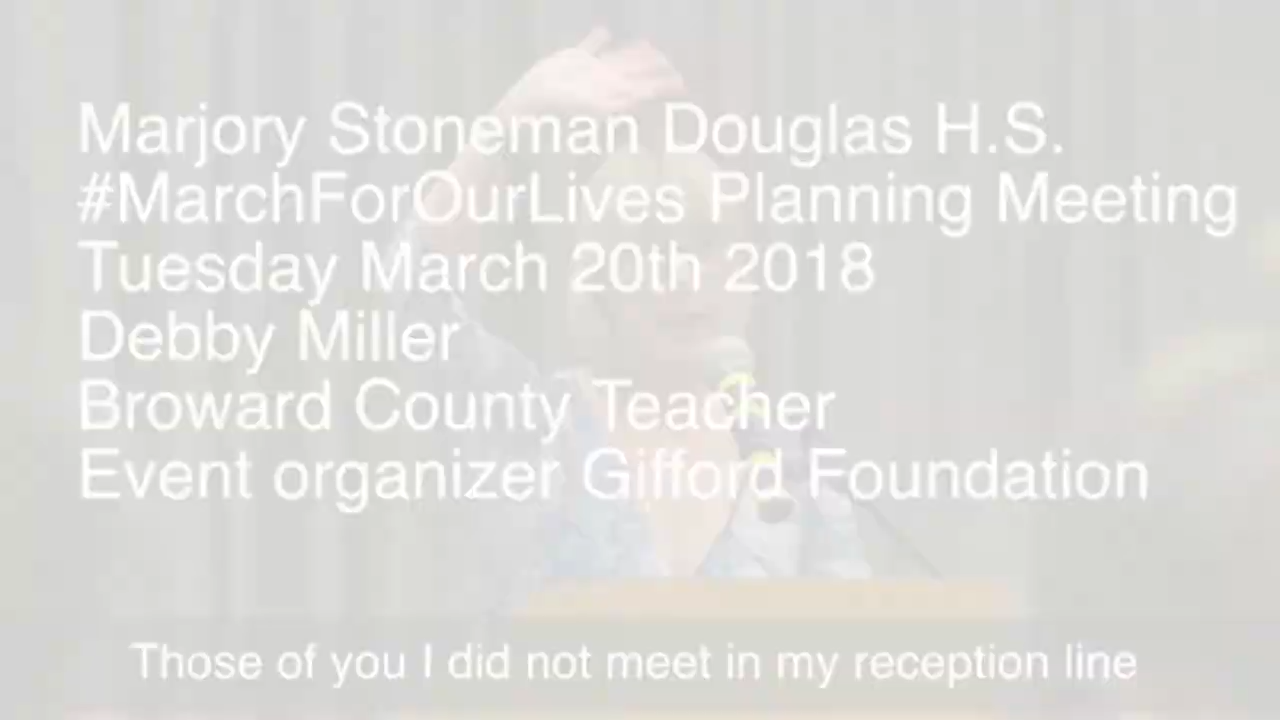 Marjory Stoneman Douglas H.S.
#MarchForOurLives Planning Meeting
Tuesday March 20th 2018
Debby Miller
Broward County Teacher
Event organizer Gifford Foundation
Those of you I did not meet in my reception line